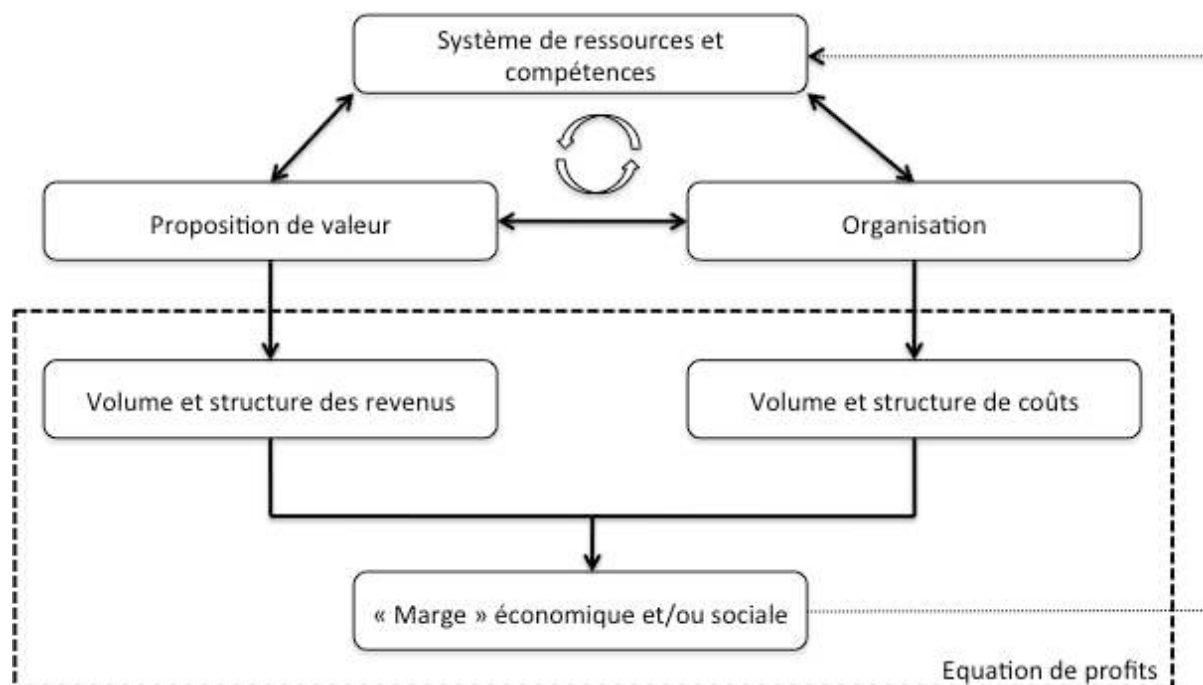 Système de ressources et
compétences
Proposition de valeur
Organisation
Volume et structure des revenus
Volume et structure de coûts
« Marge » économique et/ou sociale
Equation de profits